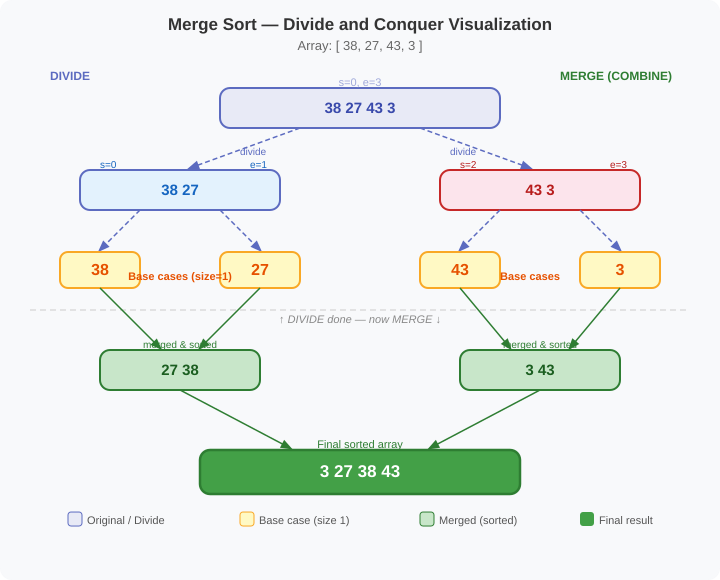 Merge Sort — Divide and Conquer Visualization
Array: [ 38, 27, 43, 3 ]
DIVIDE
MERGE (COMBINE)
s=0, e=3
38 27 43 3
divide
divide
s=0
e=1
s=2
e=3
38 27
43 3
38
Base cases (size=1)
27
43
Base cases
3
↑ DIVIDE done — now MERGE ↓
merged & sorted
merged & sorted
27 38
3 43
Final sorted array
3 27 38 43
Original / Divide
Base case (size 1)
Merged (sorted)
Final result